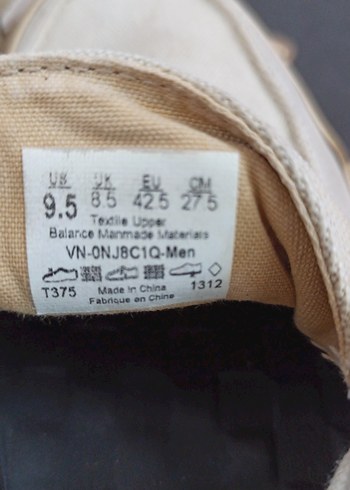 US UK EU CM
9.5 8.5 42.5 27.5
Textile Upper
Balance Manmade Materials
VN-0NJ8C1Q-Men
T375 Made in China 1312
Fabrique en Chine